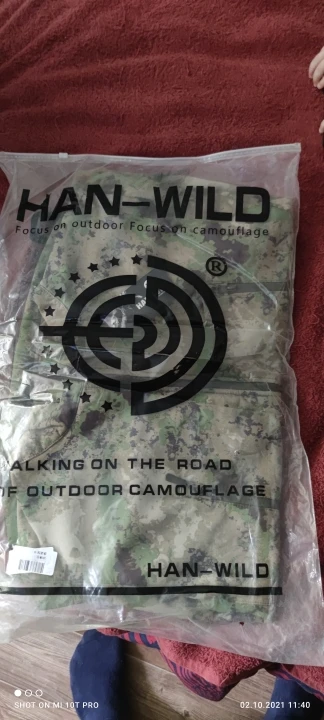 HAN-WILD
Focus on outdoor Focus on camouflage
®
ALKING ON THE ROAD
OF OUTDOOR CAMOUFLAGE
HAN-WILD
SHOT ON MI 10T PRO
02.10.2021 11:40